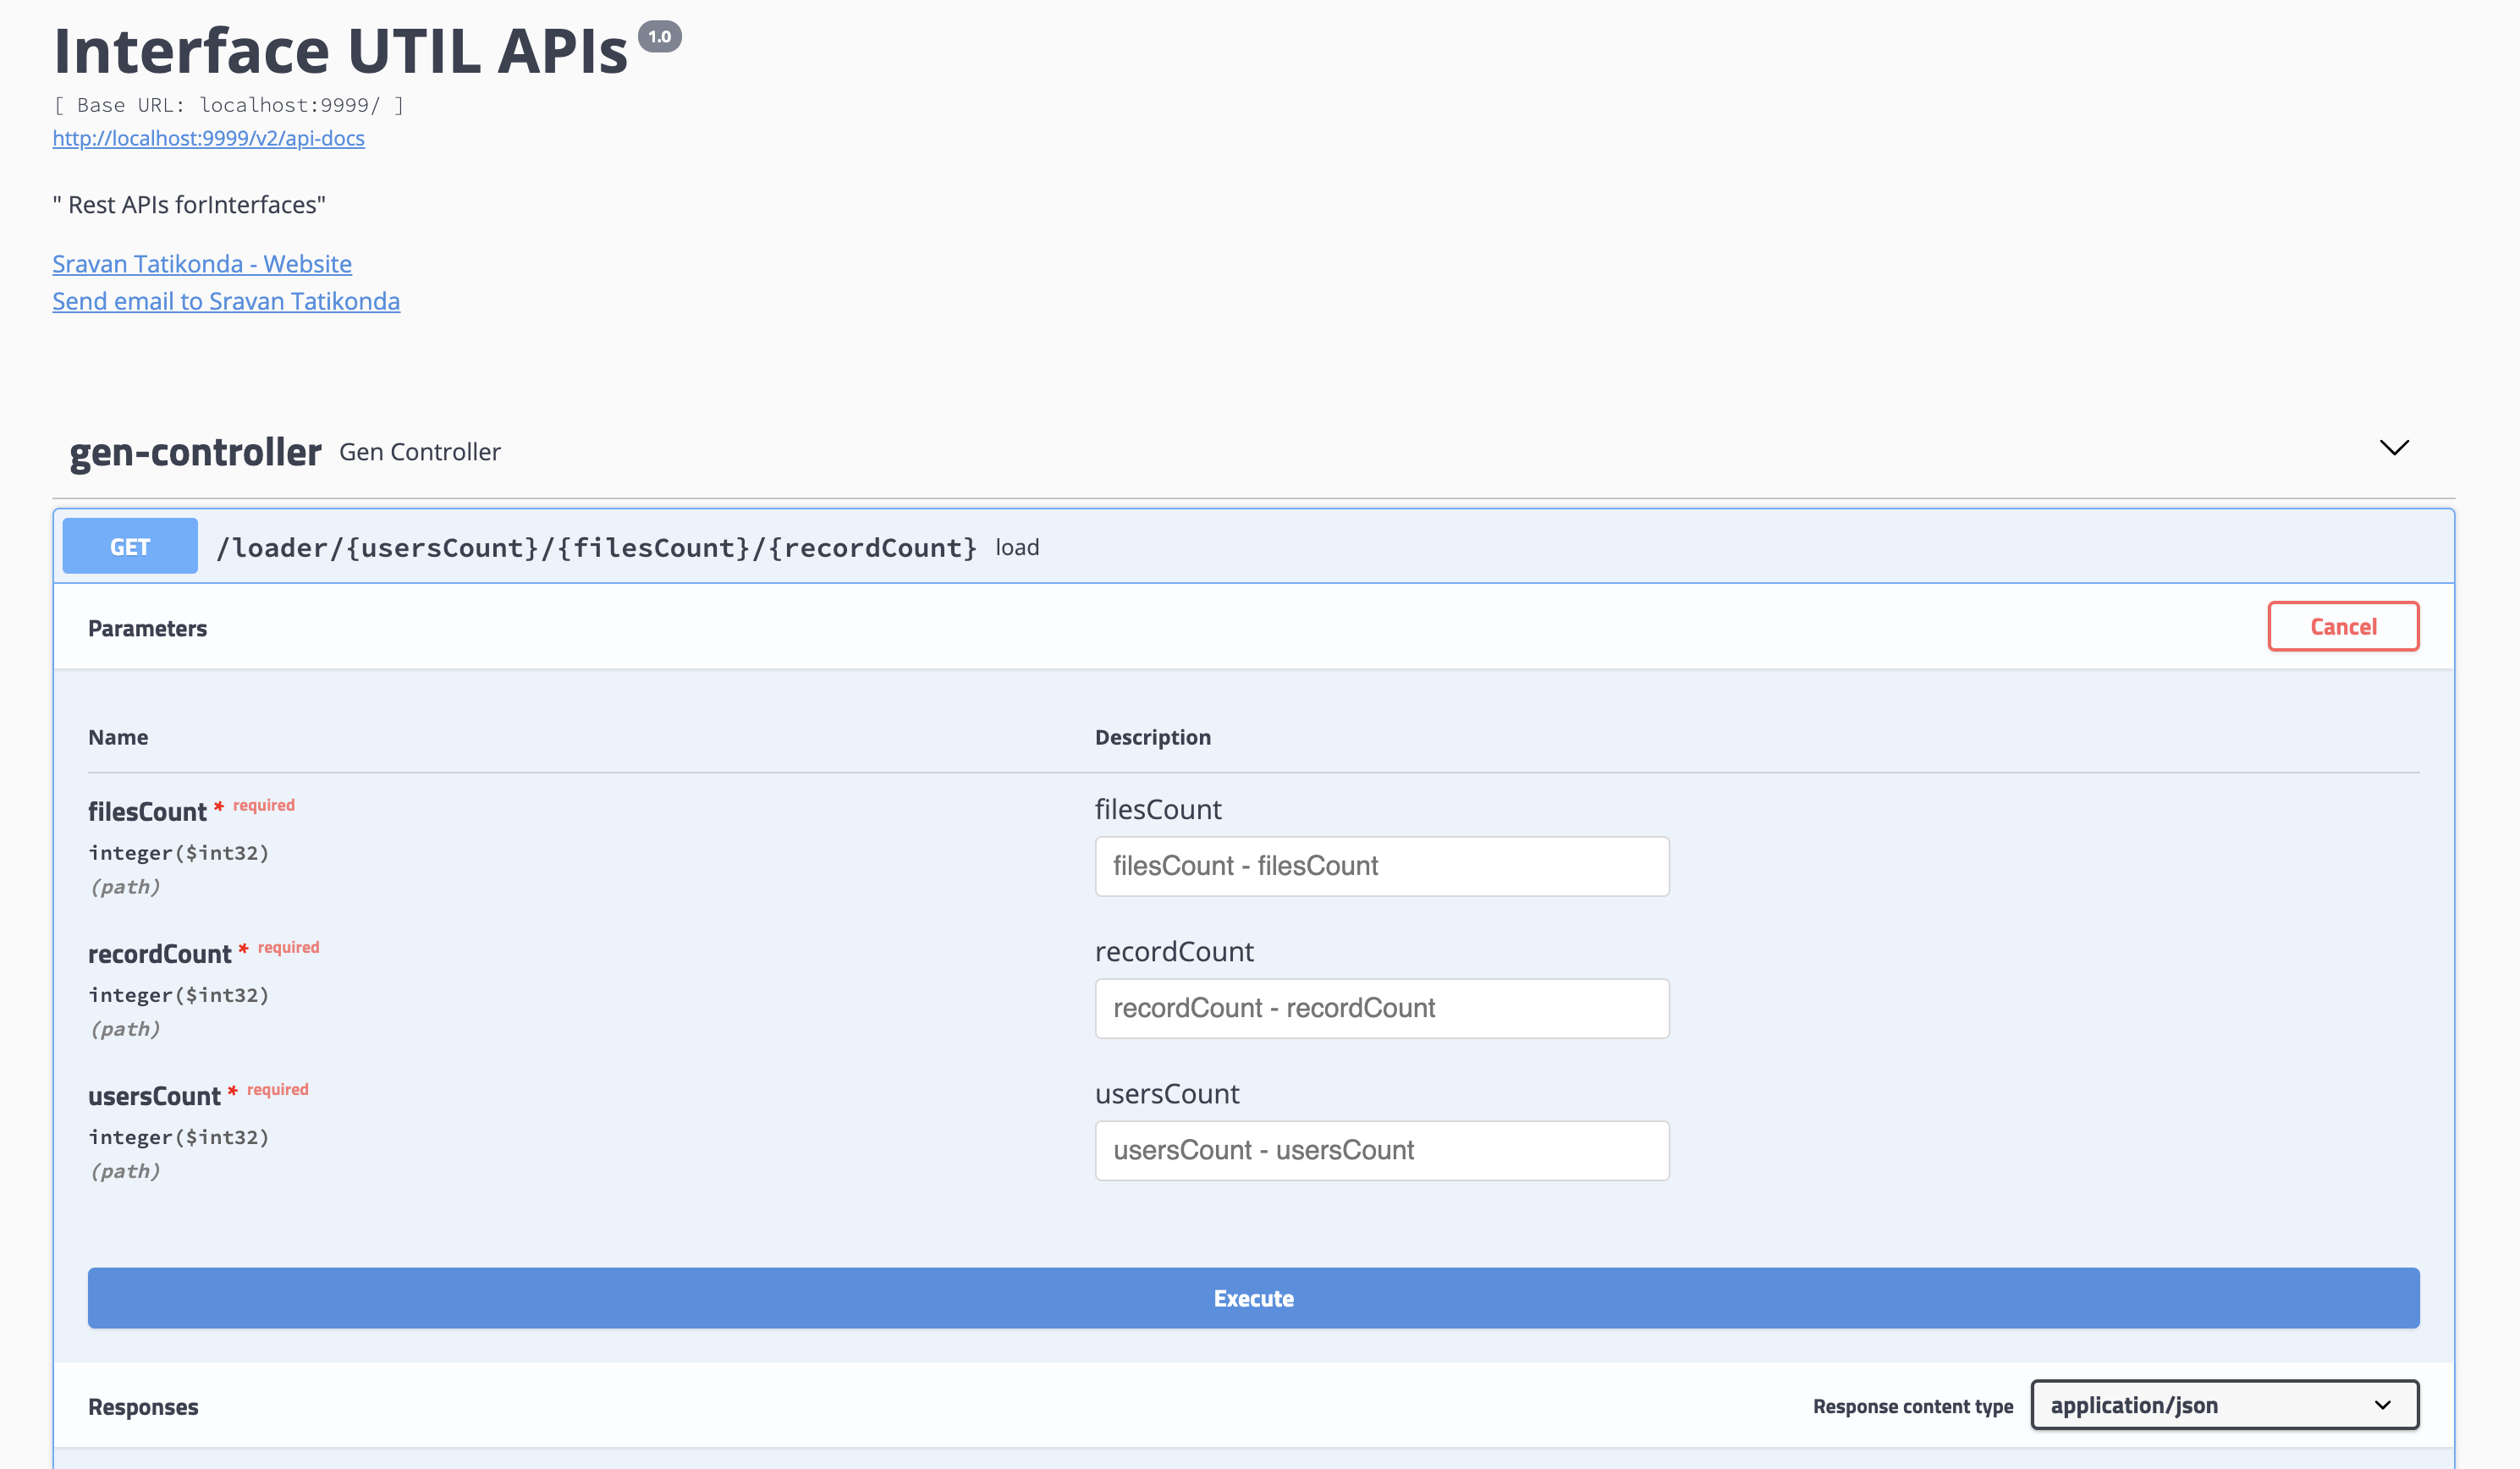 Interface UTIL APIs 1.0
[ Base URL: localhost:9999/ ]
http://localhost:9999/v2/api-docs
" Rest APIs forInterfaces"
Sravan Tatikonda - Website
Send email to Sravan Tatikonda
gen-controller Gen Controller
GET /loader/{usersCount}/{filesCount}/{recordCount} load
Parameters Cancel
Name Description
filesCount * required
integer($int32)
(path)
filesCount
filesCount - filesCount
recordCount * required
integer($int32)
(path)
recordCount
recordCount - recordCount
usersCount * required
integer($int32)
(path)
usersCount
usersCount - usersCount
Execute
Responses Response content type application/json